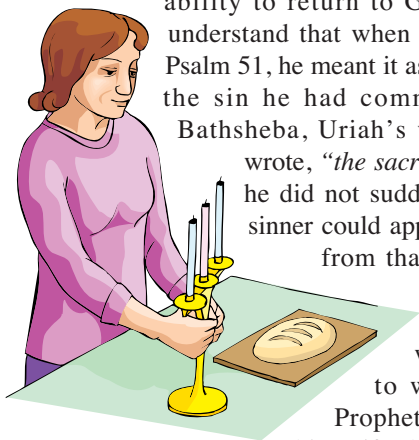 ability to return to G
understand that when
Psalm 51, he meant it as
the sin he had comm
Bathsheba, Uriah's
wrote, "the sacr
he did not sudd
sinner could app
from tha
to w
Prophet